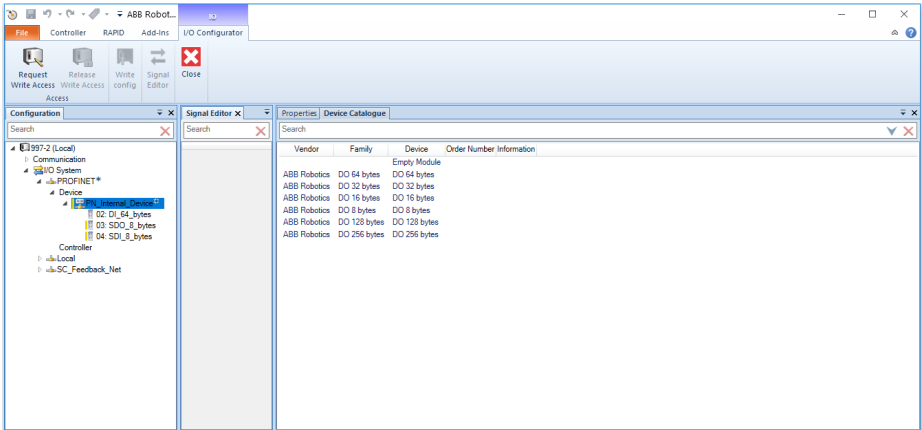 ABB Robot... IO
File Controller RAPID Add-Ins I/O Configurator
Request Write Access Release Write Access Write config Signal Editor Close
Access
Configuration Signal Editor Properties Device Catalogue
Search Search Search
Vendor Family Device Order Number Information
Empty Module
ABB Robotics DO 64 bytes DO 64 bytes
ABB Robotics DO 32 bytes DO 32 bytes
ABB Robotics DO 16 bytes DO 16 bytes
ABB Robotics DO 8 bytes DO 8 bytes
ABB Robotics DO 128 bytes DO 128 bytes
ABB Robotics DO 256 bytes DO 256 bytes
997-2 (Local)
Communication
I/O System
PROFINET*
Device
PN_Internal_Device
02: DI_64_bytes
03: SDO_8_bytes
04: SDI_8_bytes
Controller
Local
SC_Feedback_Net